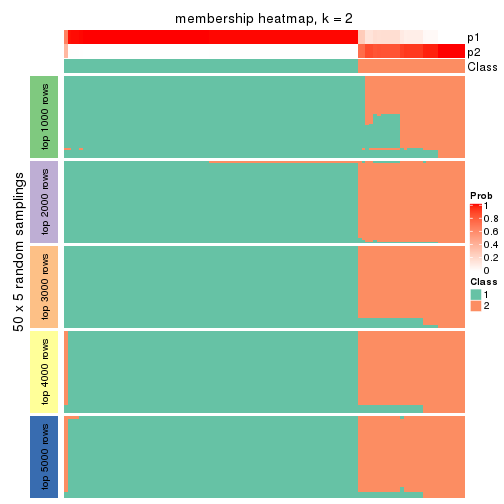 membership heatmap, k = 2
p1
p2
Class
50 x 5 random samplings
top 1000 rows
top 2000 rows
top 3000 rows
top 4000 rows
top 5000 rows
Prob
1
0.8
0.6
0.4
0.2
0
Class
1
2